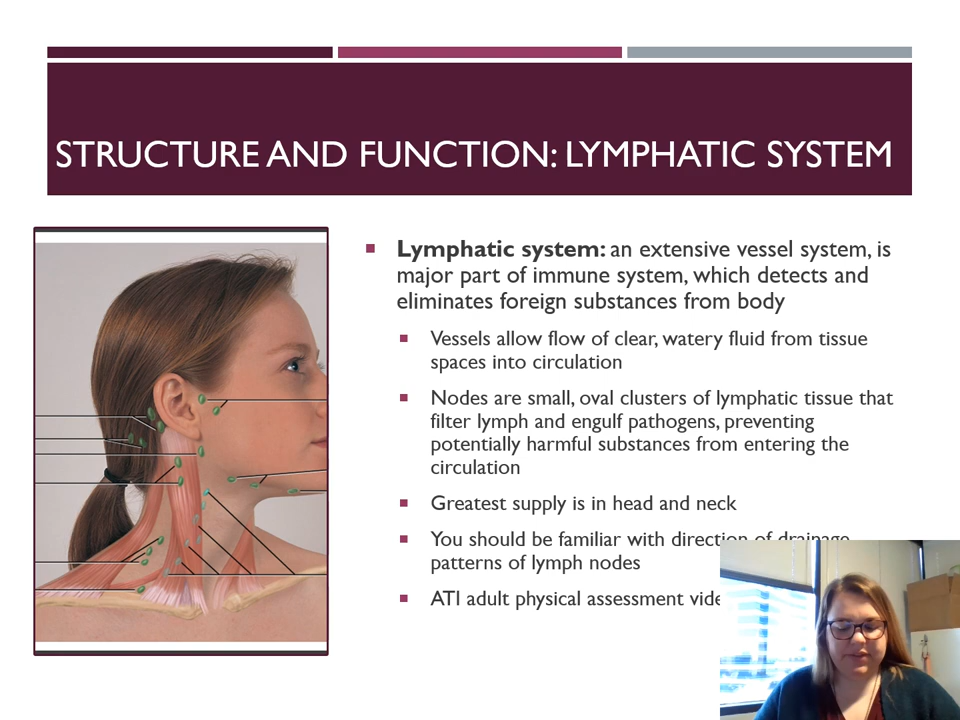 STRUCTURE AND FUNCTION: LYMPHATIC SYSTEM
Lymphatic system: an extensive vessel system, is
major part of immune system, which detects and
eliminates foreign substances from body
Vessels allow flow of clear, watery fluid from tissue
spaces into circulation
Nodes are small, oval clusters of lymphatic tissue that
filter lymph and engulf pathogens, preventing
potentially harmful substances from entering the
circulation
Greatest supply is in head and neck
You should be familiar with direction of drainage
patterns of lymph nodes
ATI adult physical assessment